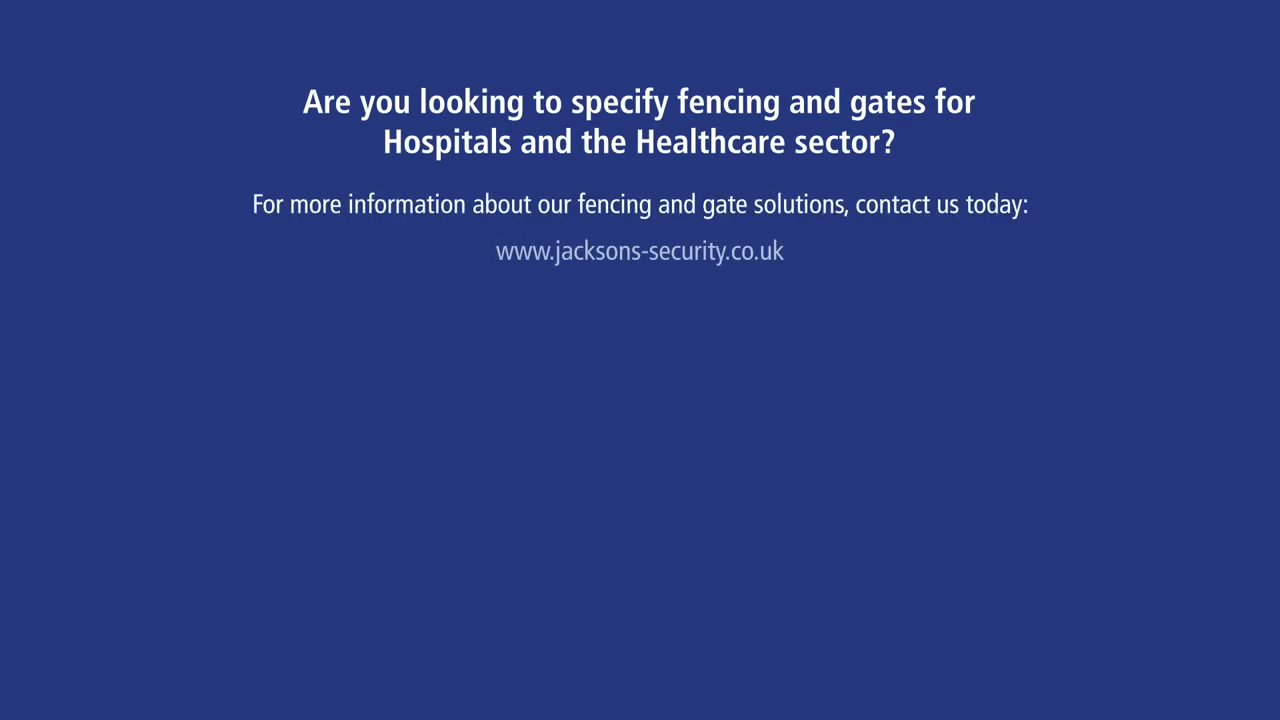 Are you looking to specify fencing and gates for
Hospitals and the Healthcare sector?
For more information about our fencing and gate solutions, contact us today:
www.jacksons-security.co.uk